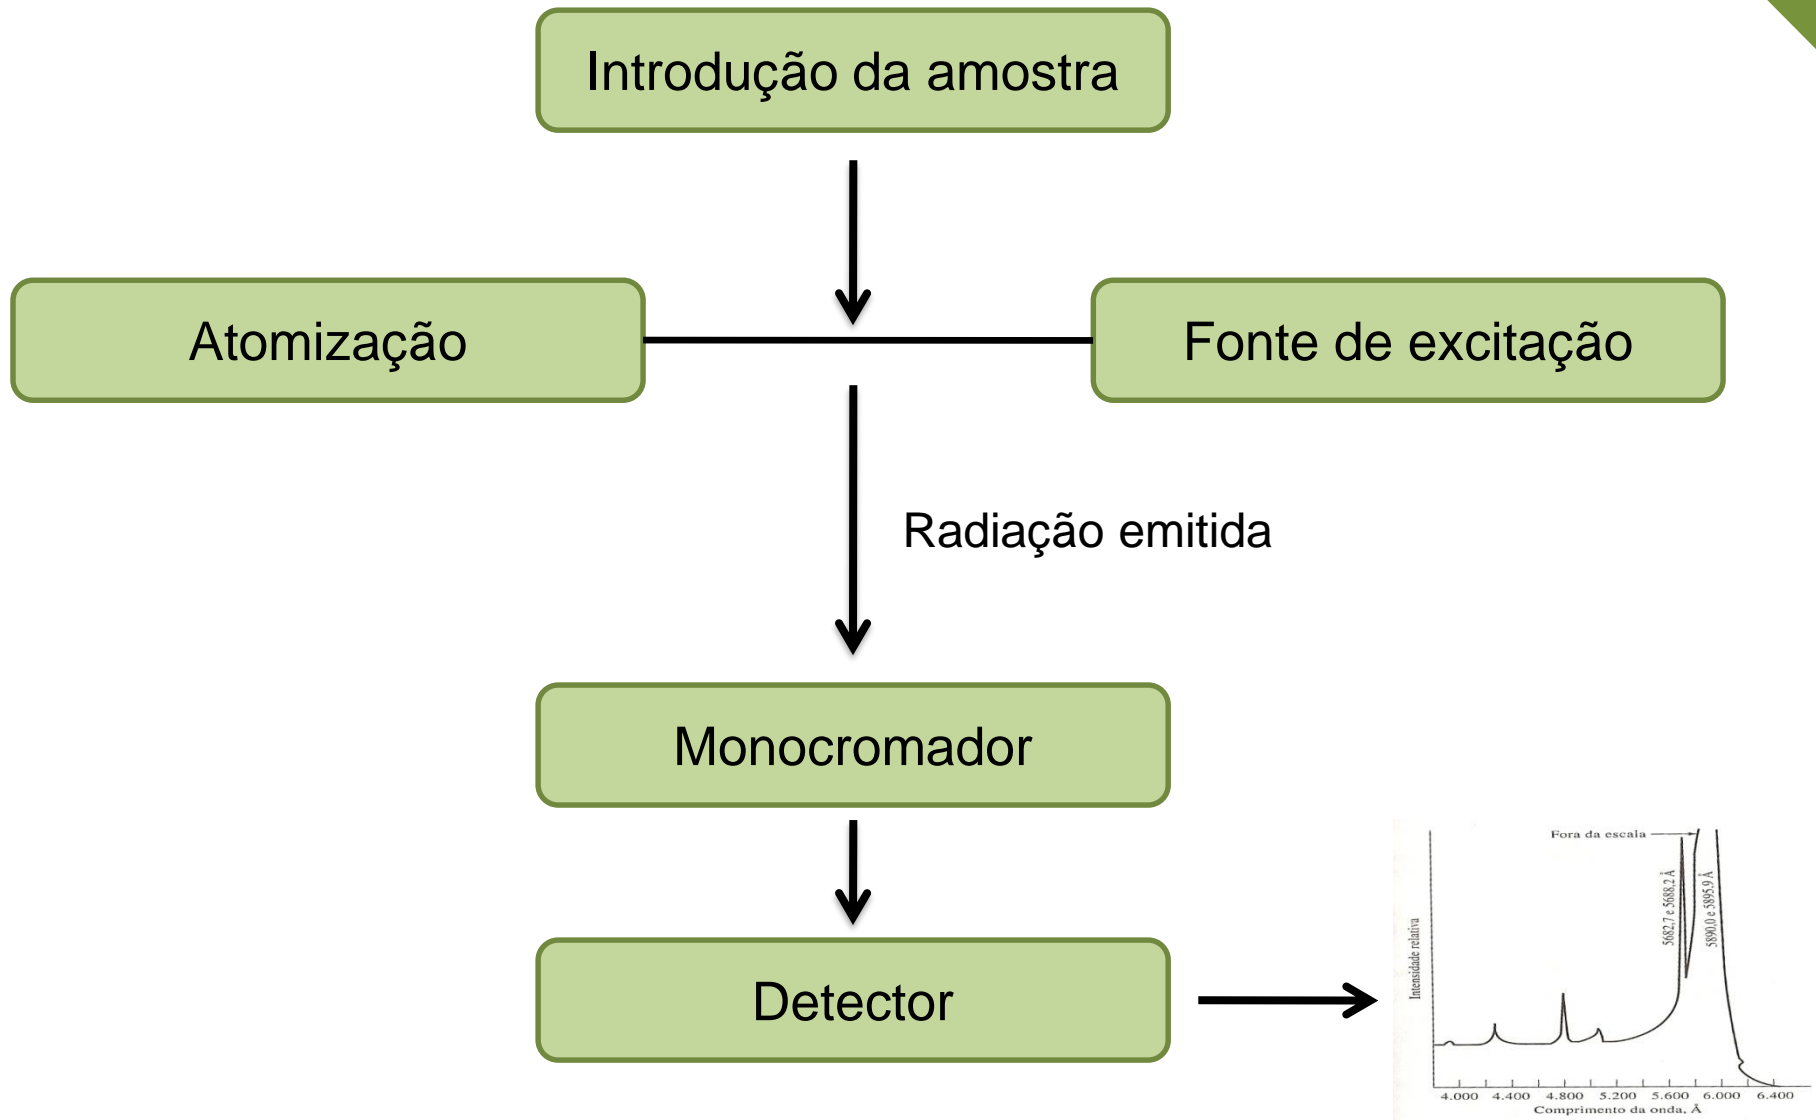 Introdução da amostra
Atomização
Fonte de excitação
Radiação emitida
Monocromador
Detector
Fora da escala
5682,7 e 5688,2 Å
5890,0 e 5895,9 Å
Intensidade relativa
4.000 4.400 4.800 5.200 5.600 6.000 6.400
Comprimento da onda, Å